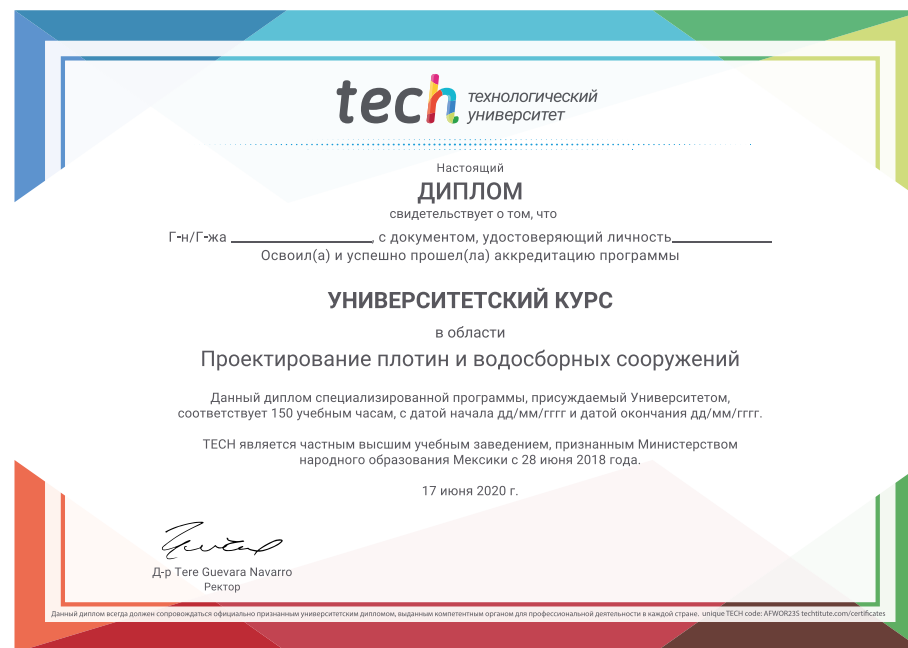 tech технологический
университет
Настоящий
ДИПЛОМ
свидетельствует о том, что
Г-н/Г-жа , с документом, удостоверяющий личность
Освоил(а) и успешно прошел(ла) аккредитацию программы
УНИВЕРСИТЕТСКИЙ КУРС
в области
Проектирование плотин и водосборных сооружений
Данный диплом специализированной программы, присуждаемый Университетом,
соответствует 150 учебным часам, с датой начала дд/мм/гггг и датой окончания дд/мм/гггг.
TECH является частным высшим учебным заведением, признанным Министерством
народного образования Мексики с 28 июня 2018 года.
17 июня 2020 г.
Д-р Tere Guevara Navarro
Ректор
Данный диплом всегда должен сопровождаться официально признанным университетским дипломом, выданным компетентным органом для профессиональной деятельности в каждой стране. unique TECH code: AFWOR23S techtitute.com/certificates